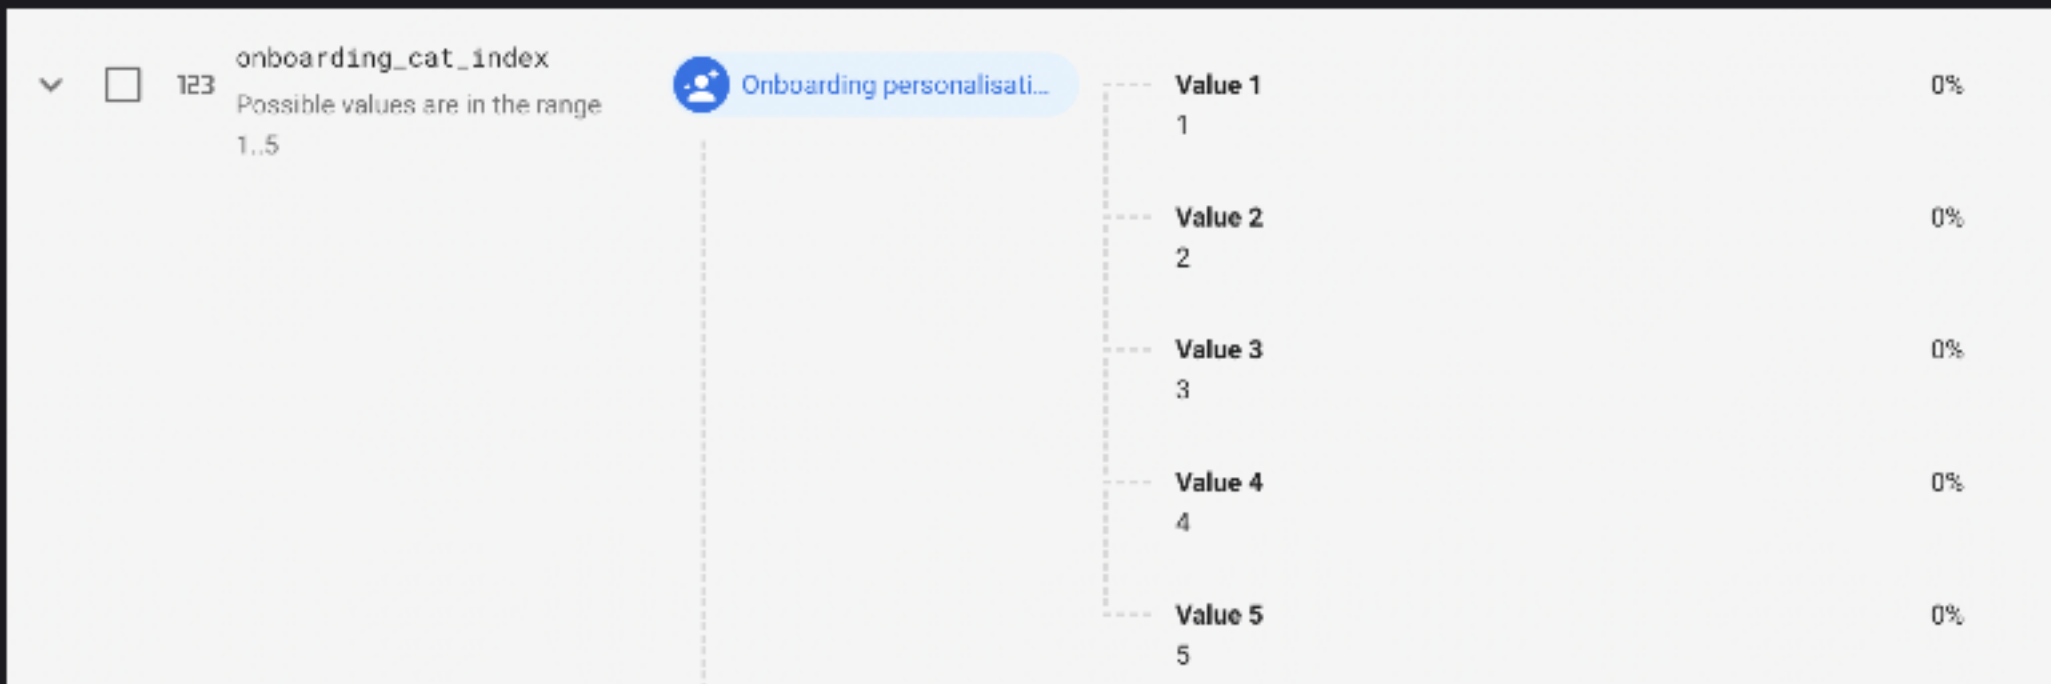 onboarding_cat_index
123
Possible values are in the range
1..5
Onboarding personalisati...
Value 1
0%
1
Value 2
0%
2
Value 3
0%
3
Value 4
0%
4
Value 5
0%
5